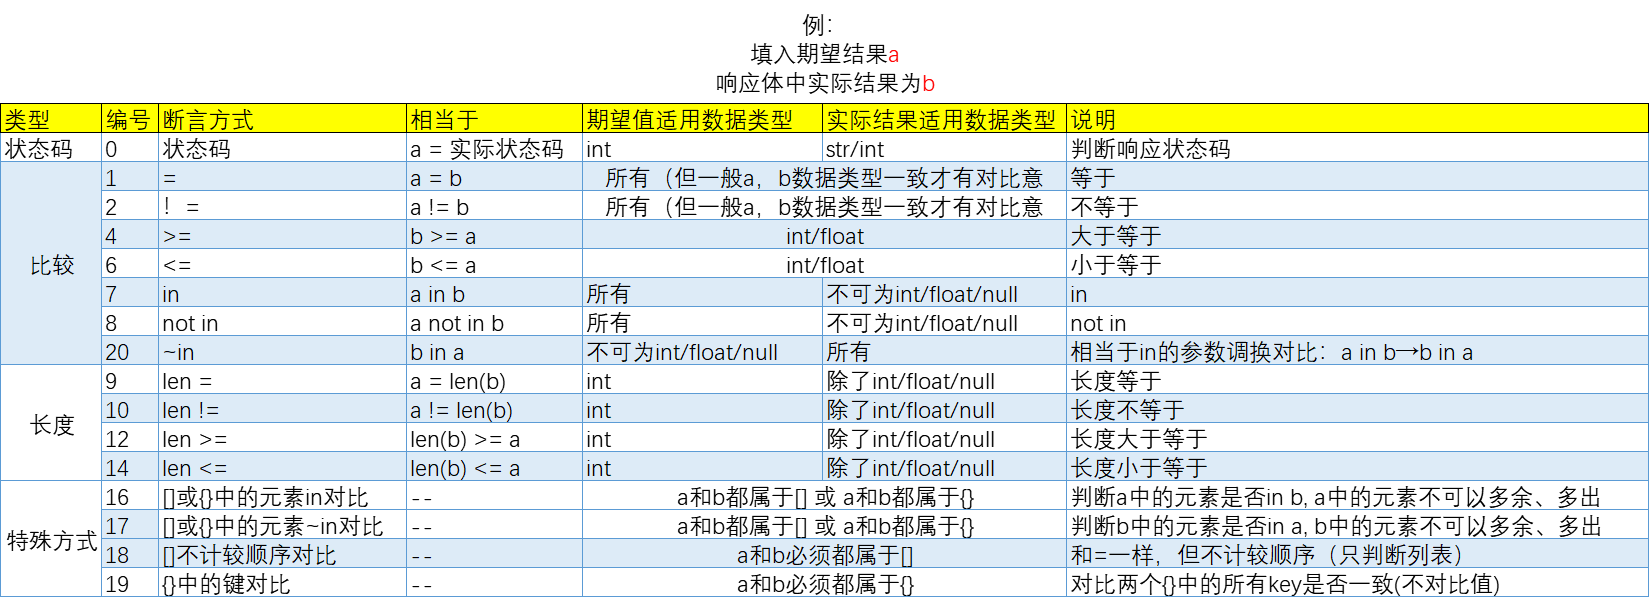 例：
填入期望结果a
响应体中实际结果为b
类型 编号 断言方式 相当于 期望值适用数据类型 实际结果适用数据类型 说明
状态码 0 状态码 a = 实际状态码 int str/int 判断响应状态码
比较
1 = a = b 所有（但一般a，b数据类型一致才有对比意 等于
2 ！= a != b 所有（但一般a，b数据类型一致才有对比意 不等于
4 >= b >= a int/float 大于等于
6 <= b <= a int/float 小于等于
7 in a in b 所有 不可为int/float/null in
8 not in a not in b 所有 不可为int/float/null not in
20 ~in b in a 不可为int/float/null 所有 相当于in的参数调换对比：a in b→b in a
长度
9 len = a = len(b) int 除了int/float/null 长度等于
10 len != a != len(b) int 除了int/float/null 长度不等于
12 len >= len(b) >= a int 除了int/float/null 长度大于等于
14 len <= len(b) <= a int 除了int/float/null 长度小于等于
特殊方式
16 []或{}中的元素in对比 -- a和b都属于[] 或 a和b都属于{} 判断a中的元素是否in b, a中的元素不可以多余、多出
17 []或{}中的元素~in对比 -- a和b都属于[] 或 a和b都属于{} 判断b中的元素是否in a, b中的元素不可以多余、多出
18 []不计较顺序对比 -- a和b必须都属于[] 和=一样，但不计较顺序（只判断列表）
19 {}中的键对比 -- a和b必须都属于{} 对比两个{}中的所有key是否一致(不对比值)